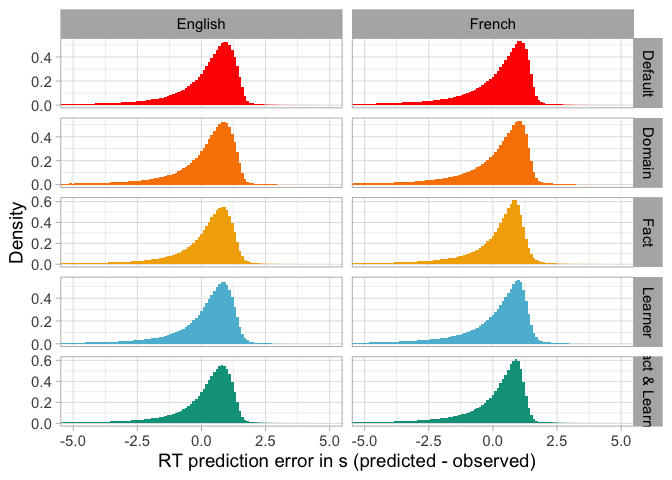 English
French
0.4
0.2
0.0
Default
0.4
0.2
0.0
Domain
Density
0.6
0.4
0.2
0.0
Fact
0.4
0.2
0.0
Learner
0.6
0.4
0.2
0.0
act & Learn
-5.0 -2.5 0.0 2.5 5.0
-5.0 -2.5 0.0 2.5 5.0
RT prediction error in s (predicted - observed)